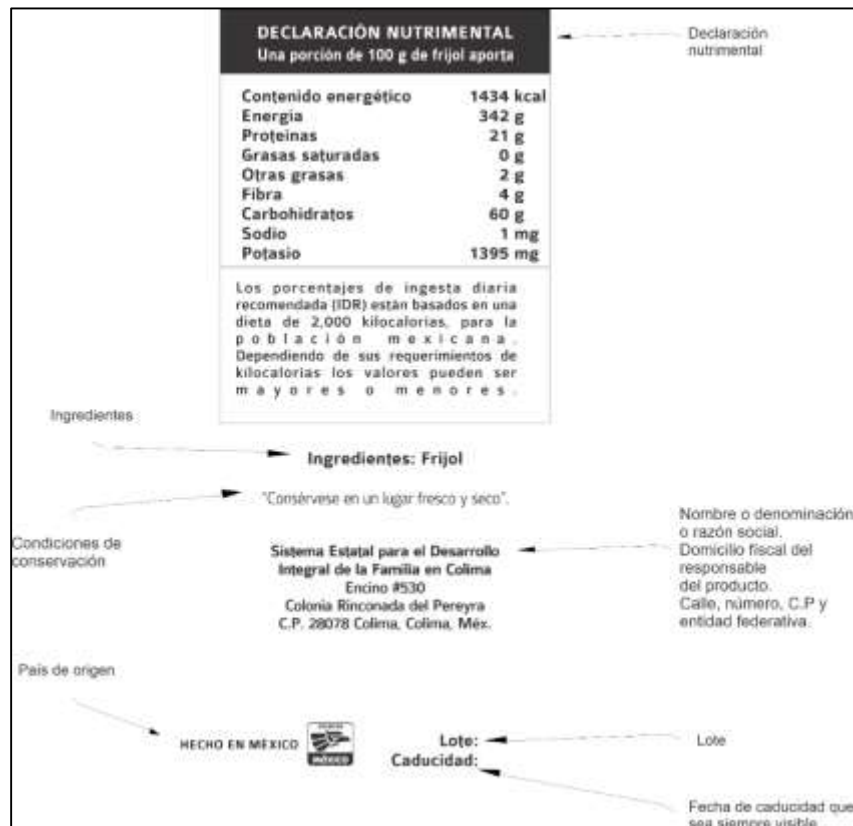 DECLARACIÓN NUTRIMENTAL
Una porción de 100 g de frijol aporta
Declaración
nutrimental
Contenido energético 1434 kcal
Energía 342 g
Proteínas 21 g
Grasas saturadas 0 g
Otras grasas 2 g
Fibra 4 g
Carbohidratos 60 g
Sodio 1 mg
Potasio 1395 mg
Los porcentajes de ingesta diaria
recomendada (IDR) están basados en una
dieta de 2,000 kilocalorías, para la
población mexicana.
Dependiendo de sus requerimientos de
kilocalorías los valores pueden ser
mayores o menores.
Ingredientes
Ingredientes: Frijol
"Consérvese en un lugar fresco y seco".
Condiciones de
conservación
Sistema Estatal para el Desarrollo
Integral de la Familia en Colima
Encino #530
Colonia Rinconada del Pereyra
C.P. 28078 Colima, Colima, Méx.
Nombre o denominación
o razón social.
Domicilio fiscal del
responsable
del producto.
Calle, número, C.P y
entidad federativa.
País de origen
HECHO EN MÉXICO
MÉXICO
Lote:
Caducidad:
Lote
Fecha de caducidad que
sea siempre visible